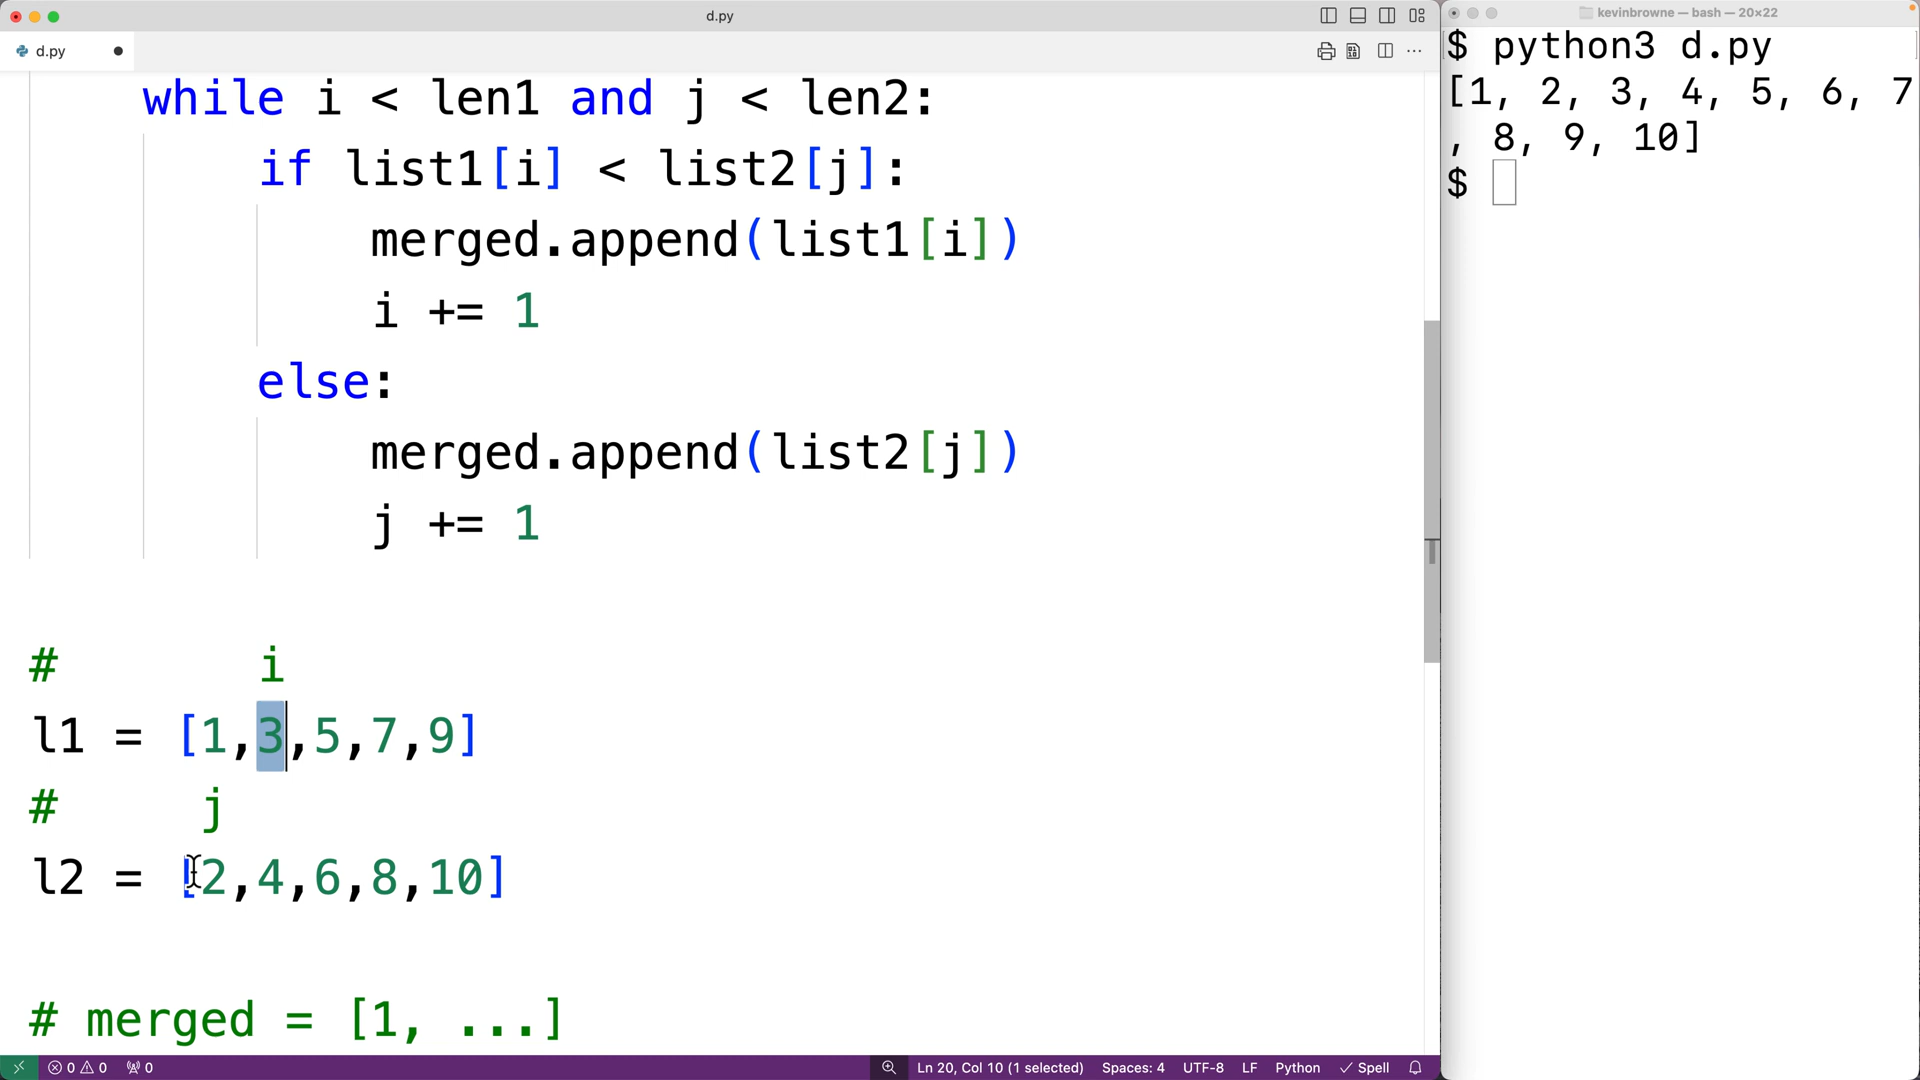 d.py
d.py
while i < len1 and j < len2:
if list1[i] < list2[j]:
merged.append(list1[i])
i += 1
else:
merged.append(list2[j])
j += 1
# i
l1 = [1,3,5,7,9]
# j
l2 = [2,4,6,8,10]
# merged = [1, ...]
0 0 0
Ln 20, Col 10 (1 selected) Spaces: 4 UTF-8 LF Python Spell
kevinbrowne — bash — 20×22
$ python3 d.py
[1, 2, 3, 4, 5, 6, 7
, 8, 9, 10]
$